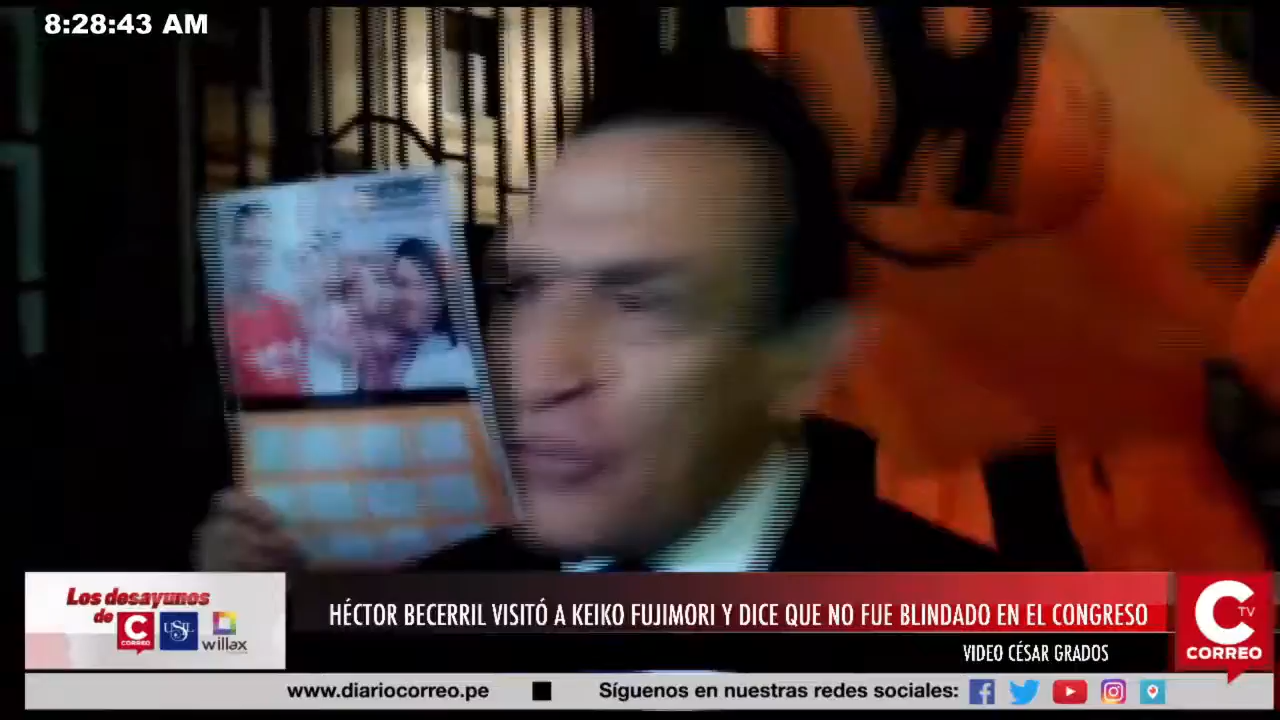 8:28:43 AM
Los desayunos
de
C
CORREO
USIL
willax
HÉCTOR BECERRIL VISITÓ A KEIKO FUJIMORI Y DICE QUE NO FUE BLINDADO EN EL CONGRESO
VIDEO CÉSAR GRADOS
C TV
CORREO
www.diariocorreo.pe
Síguenos en nuestras redes sociales: